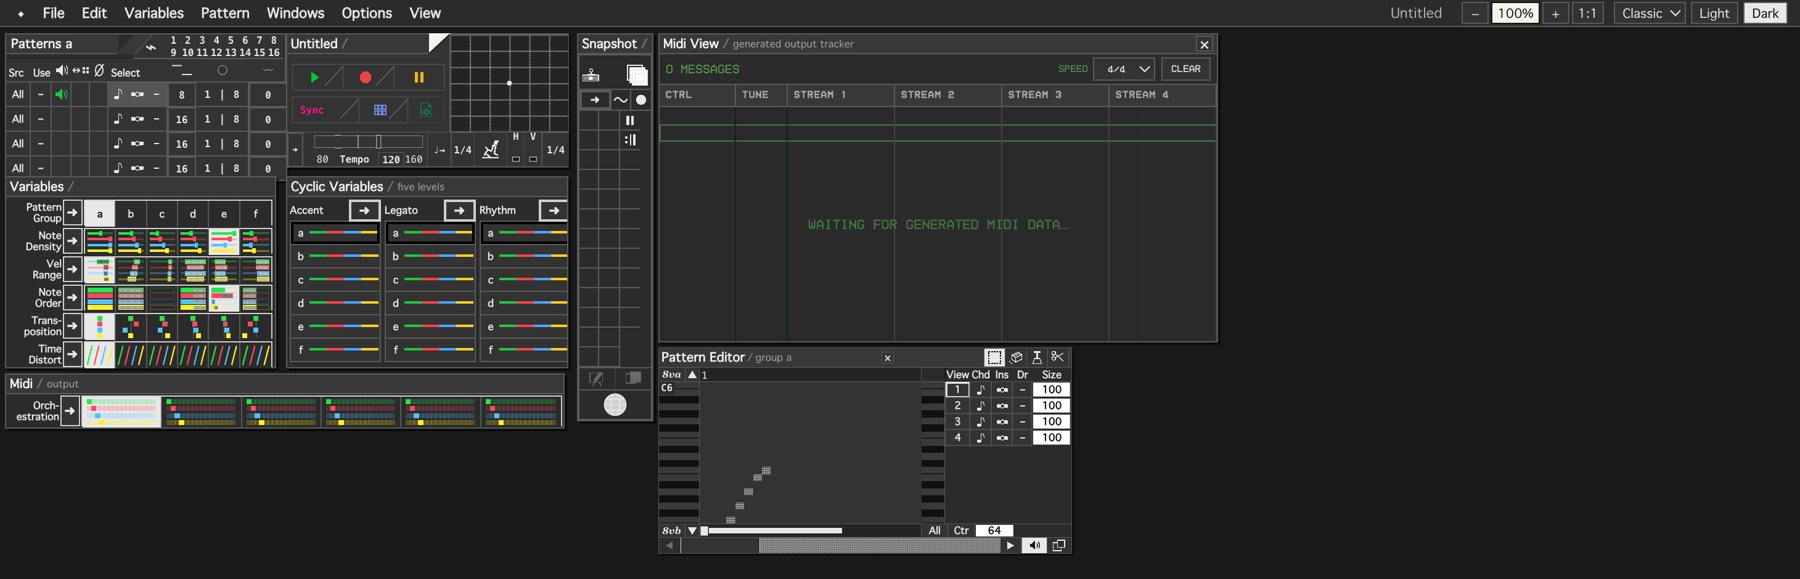 File Edit Variables Pattern Windows Options View Untitled − 100% + 1:1 Classic Light Dark
Patterns a
1 2 3 4 5 6 7 8
9 10 11 12 13 14 15 16
Src Use Select
All – – 8 1 | 8 0
All – – 16 1 | 8 0
All – – 16 1 | 8 0
All – – 16 1 | 8 0
Untitled /
Sync
80 Tempo 120 160
1/4
H V
1/4
Variables /
Pattern
Group
a b c d e f
Note
Density
Vel
Range
Note
Order
Trans-
position
Time
Distort
Cyclic Variables / five levels
Accent Legato Rhythm
a a a
b b b
c c c
d d d
e e e
f f f
Midi / output
Orch-
estration
Snapshot /
Midi View / generated output tracker
0 MESSAGES SPEED 4/4 CLEAR
CTRL TUNE STREAM 1 STREAM 2 STREAM 3 STREAM 4
WAITING FOR GENERATED MIDI DATA…
Pattern Editor / group a
8va 1
C6
View Chd Ins Dr Size
1 – 100
2 – 100
3 – 100
4 – 100
8vb All Ctr 64